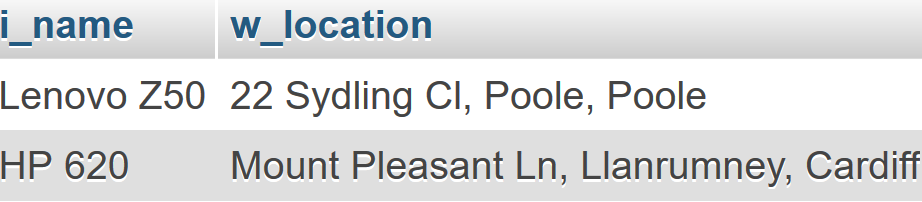 i_name w_location
Lenovo Z50 22 Sydling Cl, Poole, Poole
HP 620 Mount Pleasant Ln, Llanrumney, Cardiff